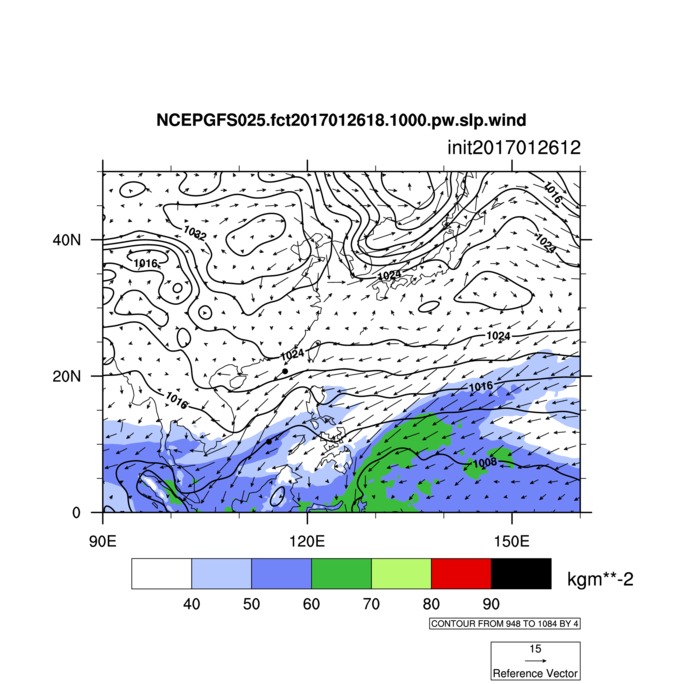 NCEPGFS025.fct2017012618.1000.pw.slp.wind
init2017012612
1016
1032
40N
1024
1016
1024
1024
1024
20N
1016
1016
1008
0
90E 120E 150E
40 50 60 70 80 90
kgm**-2
CONTOUR FROM 948 TO 1084 BY 4
15
Reference Vector